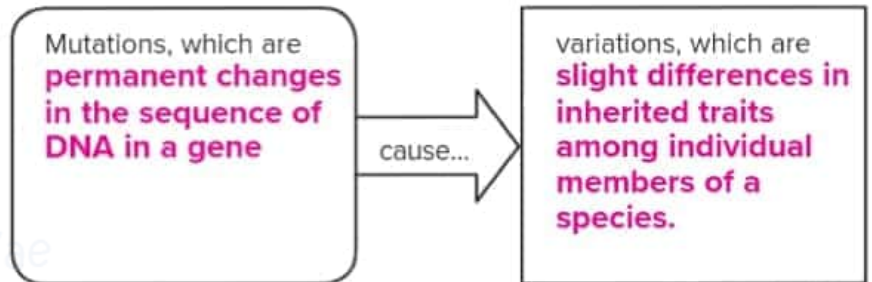 Mutations, which are
permanent changes
in the sequence of
DNA in a gene
cause...
variations, which are
slight differences in
inherited traits
among individual
members of a
species.